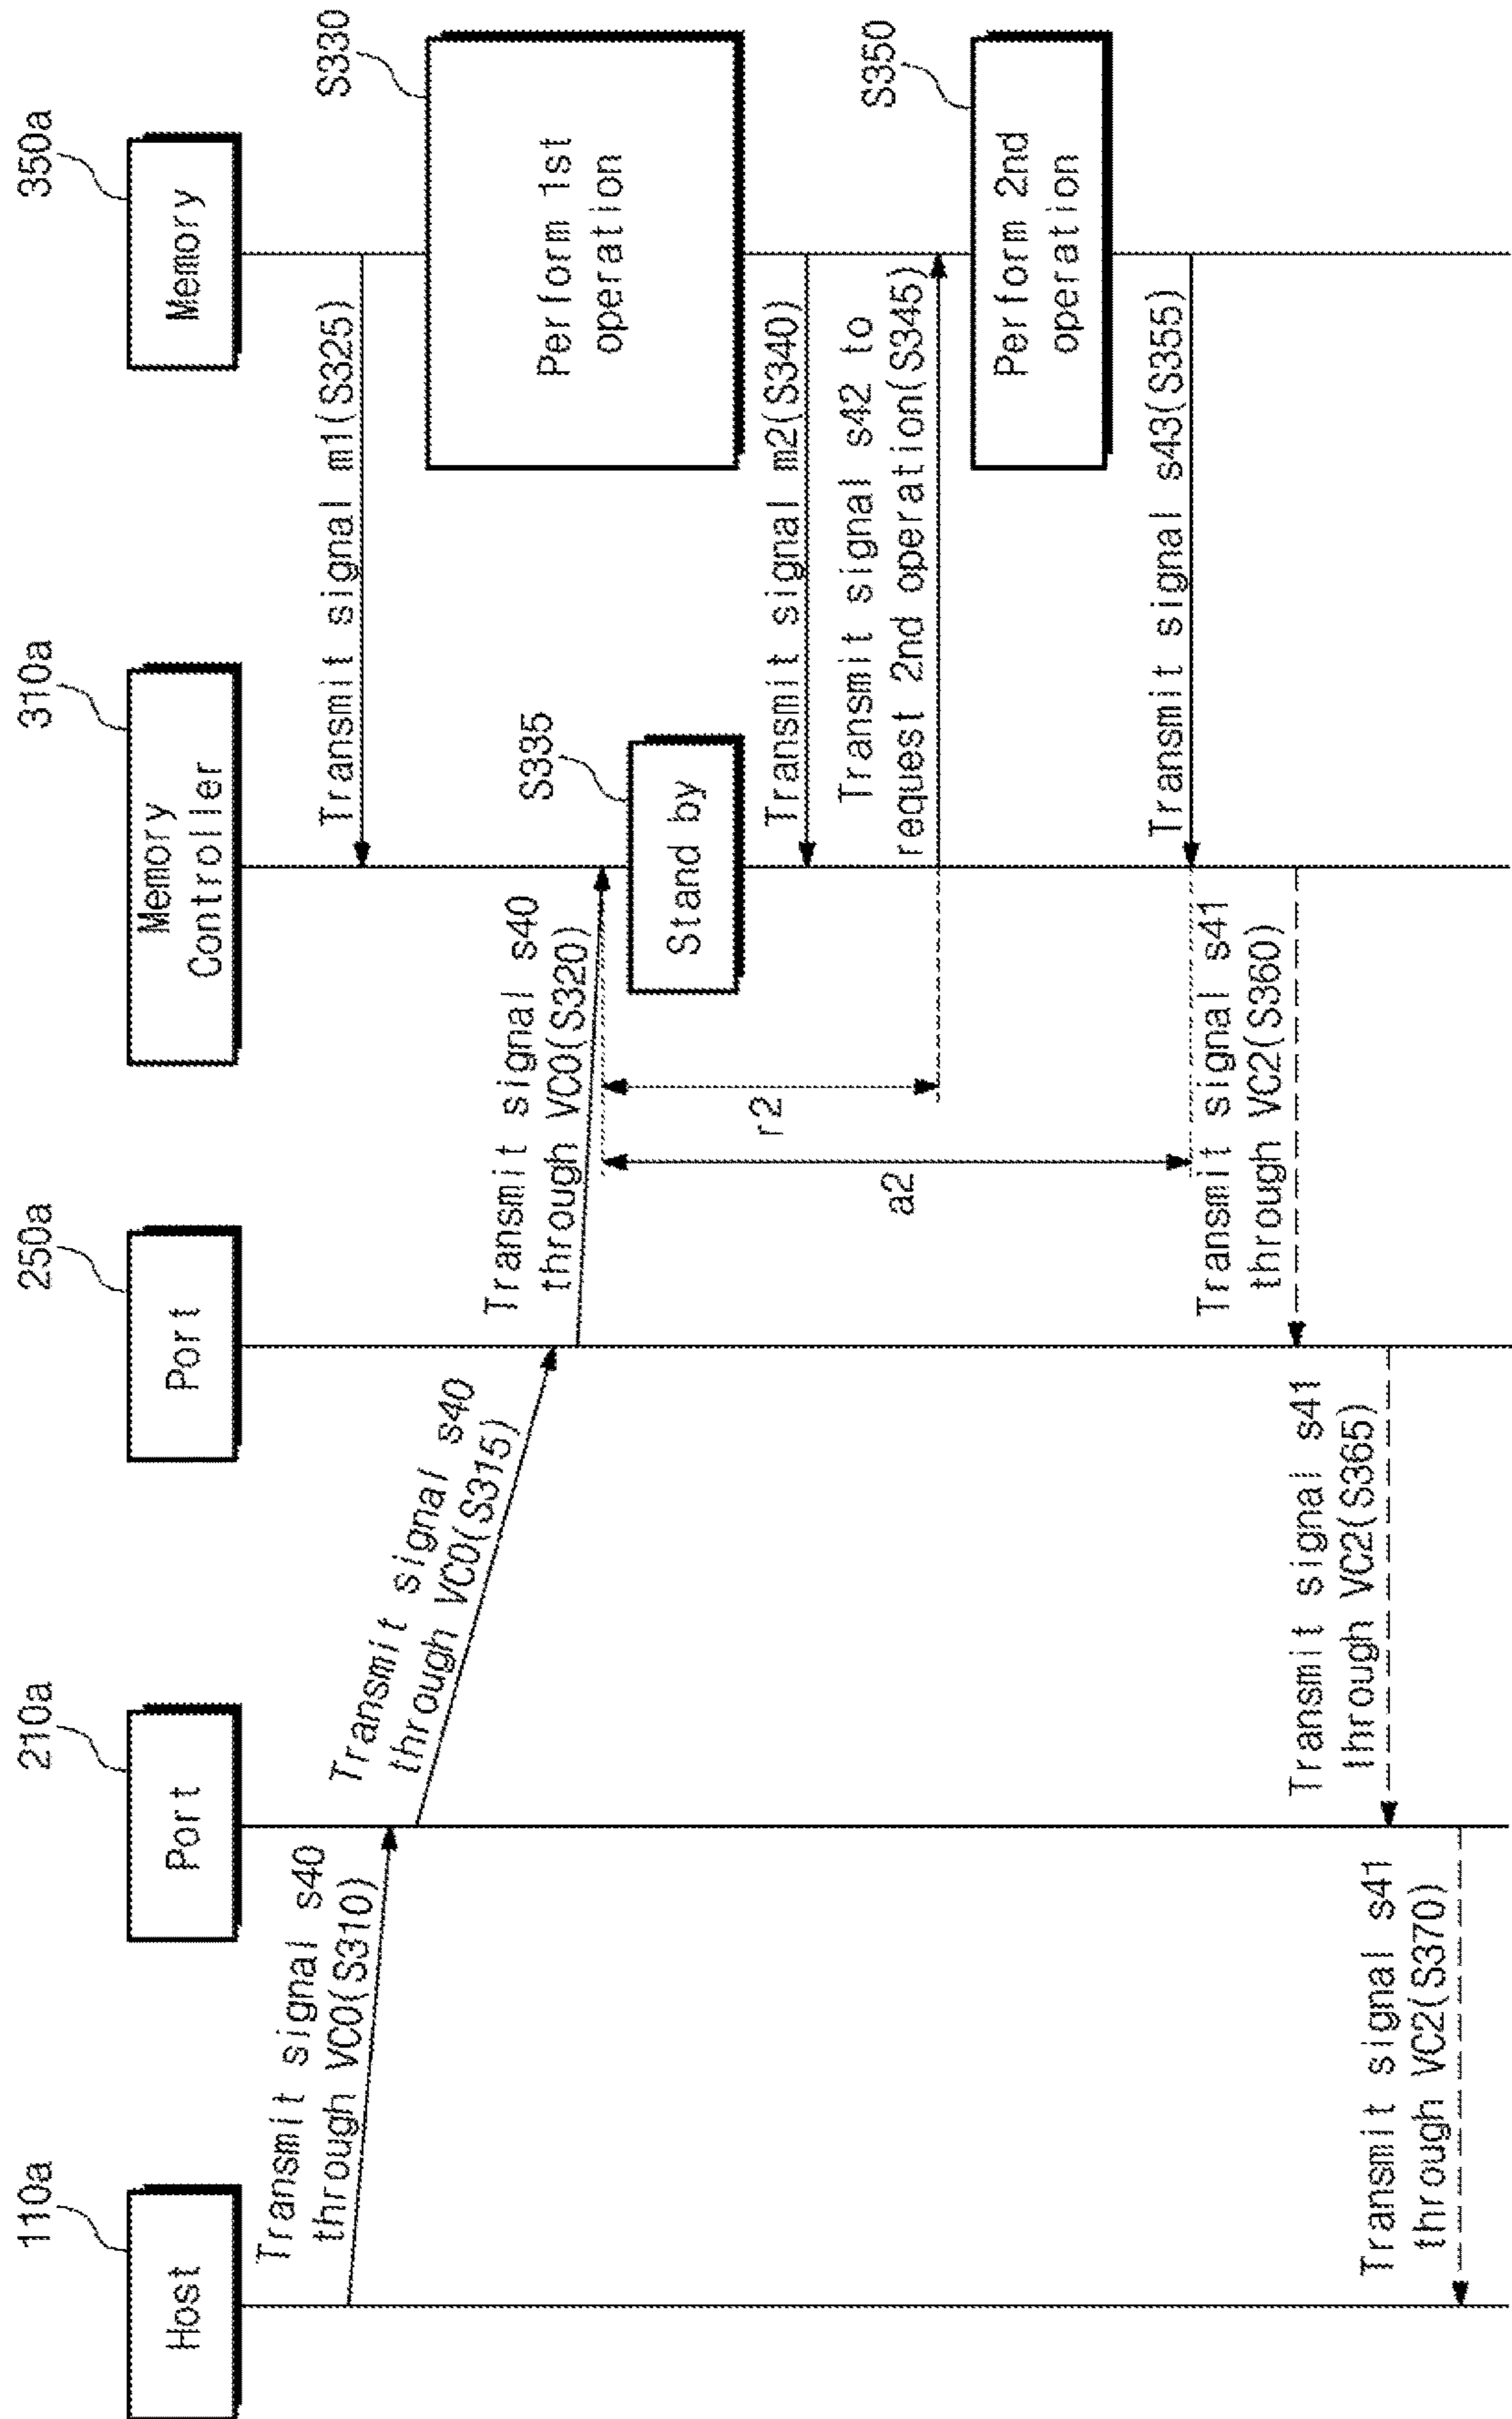 110a
210a
250a
310a
350a
Host
Port
Port
Memory
Controller
Memory
Transmit signal s40
through VC0(S310)
Transmit signal s40
through VC0(S315)
Transmit signal s40
through VC0(S320)
Transmit signal m1(S325)
S330
Perform 1st
operation
S335
Stand by
Transmit signal m2(S340)
r2
Transmit signal s42 to
request 2nd operation(S345)
S350
Perform 2nd
operation
a2
Transmit signal s43(S355)
Transmit signal s41
through VC2(S360)
Transmit signal s41
through VC2(S365)
Transmit signal s41
through VC2(S370)